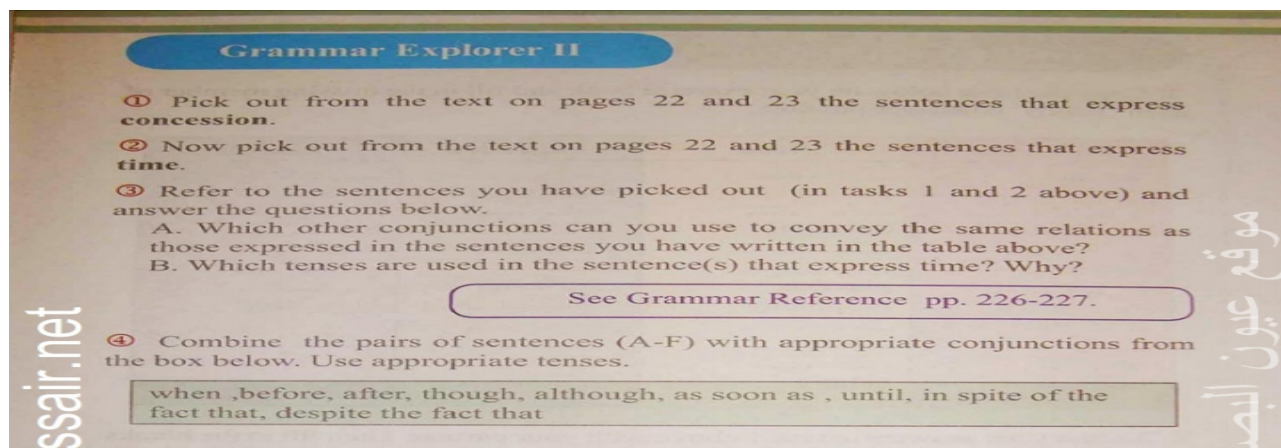 Grammar Explorer II
① Pick out from the text on pages 22 and 23 the sentences that express
concession.
② Now pick out from the text on pages 22 and 23 the sentences that express
time.
③ Refer to the sentences you have picked out (in tasks 1 and 2 above) and
answer the questions below.
A. Which other conjunctions can you use to convey the same relations as
those expressed in the sentences you have written in the table above?
B. Which tenses are used in the sentence(s) that express time? Why?
See Grammar Reference pp. 226-227.
④ Combine the pairs of sentences (A-F) with appropriate conjunctions from
the box below. Use appropriate tenses.
when ,before, after, though, although, as soon as , until, in spite of the
fact that, despite the fact that
ssair.net
موقع عيون البص